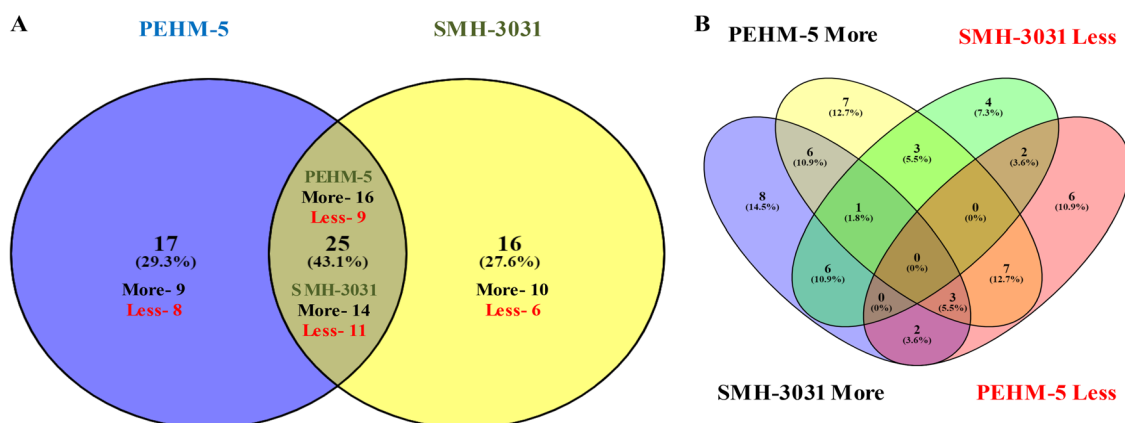 A
PEHM-5
SMH-3031
PEHM-5
More- 16
Less- 9
17
(29.3%)
25
(43.1%)
16
(27.6%)
More- 9
Less- 8
SMH-3031
More- 14
Less- 11
More- 10
Less- 6
B
PEHM-5 More
SMH-3031 Less
7
(12.7%)
4
(7.3%)
6
(10.9%)
3
(5.5%)
2
(3.6%)
8
(14.5%)
1
(1.8%)
0
(0%)
6
(10.9%)
6
(10.9%)
0
(0%)
7
(12.7%)
0
(0%)
3
(5.5%)
2
(3.6%)
SMH-3031 More
PEHM-5 Less